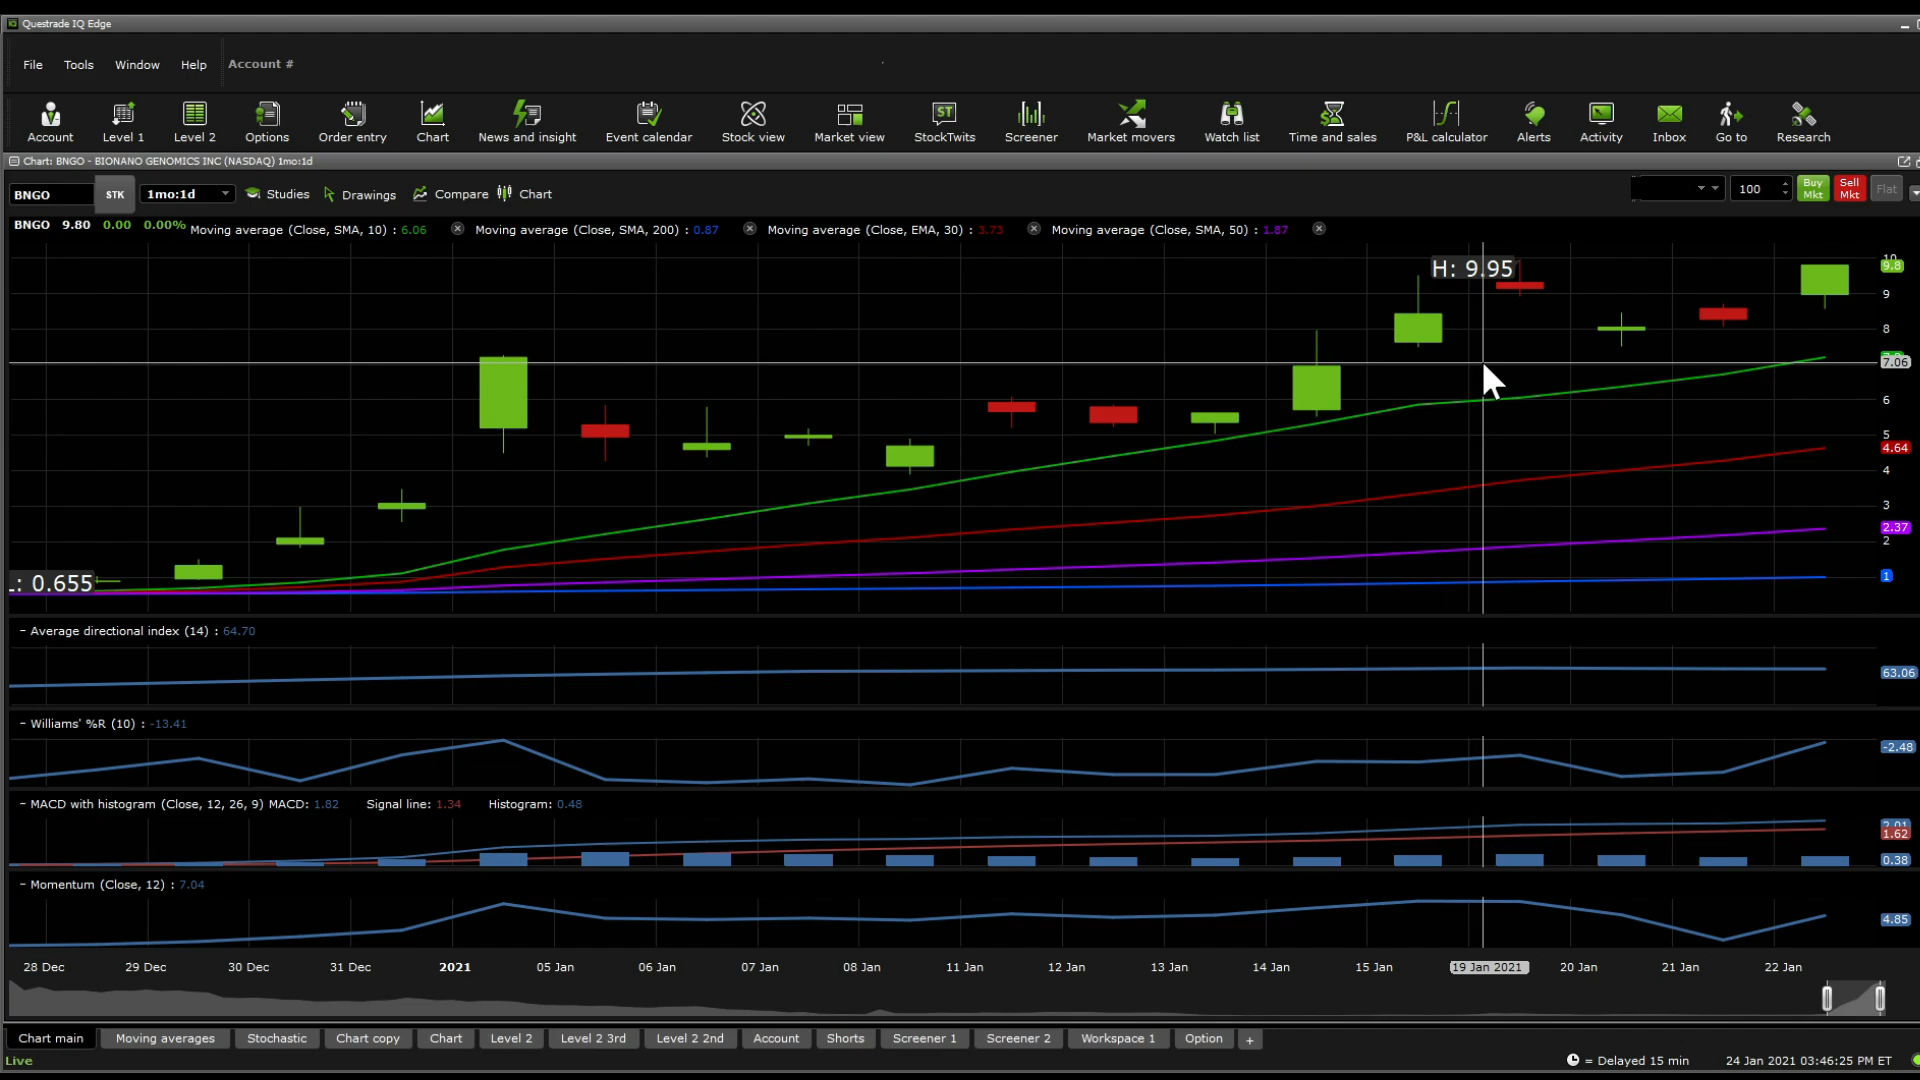 Questrade IQ Edge
File Tools Window Help Account #
Account Level 1 Level 2 Options Order entry Chart News and insight Event calendar Stock view Market view StockTwits Screener Market movers Watch list Time and sales P&L calculator Alerts Activity Inbox Go to Research
Chart: BNGO - BIONANO GENOMICS INC (NASDAQ) 1mo:1d
BNGO STK 1mo:1d Studies Drawings Compare Chart 100 Buy Mkt Sell Mkt Flat
BNGO 9.80 0.00 0.00% Moving average (Close, SMA, 10) : 6.06 Moving average (Close, SMA, 200) : 0.87 Moving average (Close, EMA, 30) : 3.73 Moving average (Close, SMA, 50) : 1.87
H: 9.95
10
9.8
9
8
7.06
6
5
4.64
4
3
2.37
2
1
L: 0.655
- Average directional index (14) : 64.70
63.06
- Williams' %R (10) : -13.41
-2.48
- MACD with histogram (Close, 12, 26, 9) MACD: 1.82 Signal line: 1.34 Histogram: 0.48
2.01
1.62
0.38
- Momentum (Close, 12) : 7.04
4.85
28 Dec 29 Dec 30 Dec 31 Dec 2021 05 Jan 06 Jan 07 Jan 08 Jan 11 Jan 12 Jan 13 Jan 14 Jan 15 Jan 19 Jan 2021 20 Jan 21 Jan 22 Jan
Chart main Moving averages Stochastic Chart copy Chart Level 2 Level 2 3rd Level 2 2nd Account Shorts Screener 1 Screener 2 Workspace 1 Option +
Live = Delayed 15 min 24 Jan 2021 03:46:25 PM ET